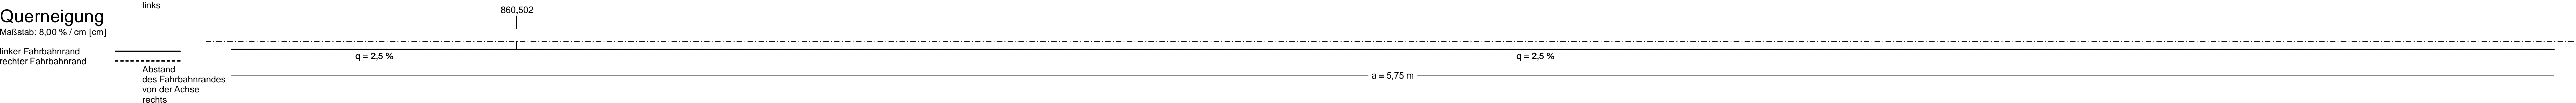 links
860,502
Querneigung
Maßstab: 8,00 % / cm [cm]
linker Fahrbahnrand
rechter Fahrbahnrand
q = 2,5 %
q = 2,5 %
Abstand
des Fahrbahnrandes
von der Achse
rechts
a = 5,75 m